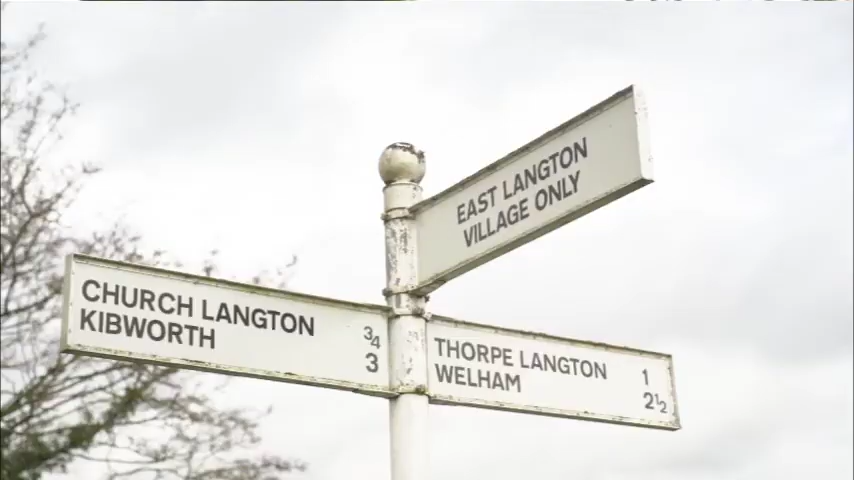 EAST LANGTON
VILLAGE ONLY
CHURCH LANGTON ¾
KIBWORTH 3
THORPE LANGTON 1
WELHAM 2½